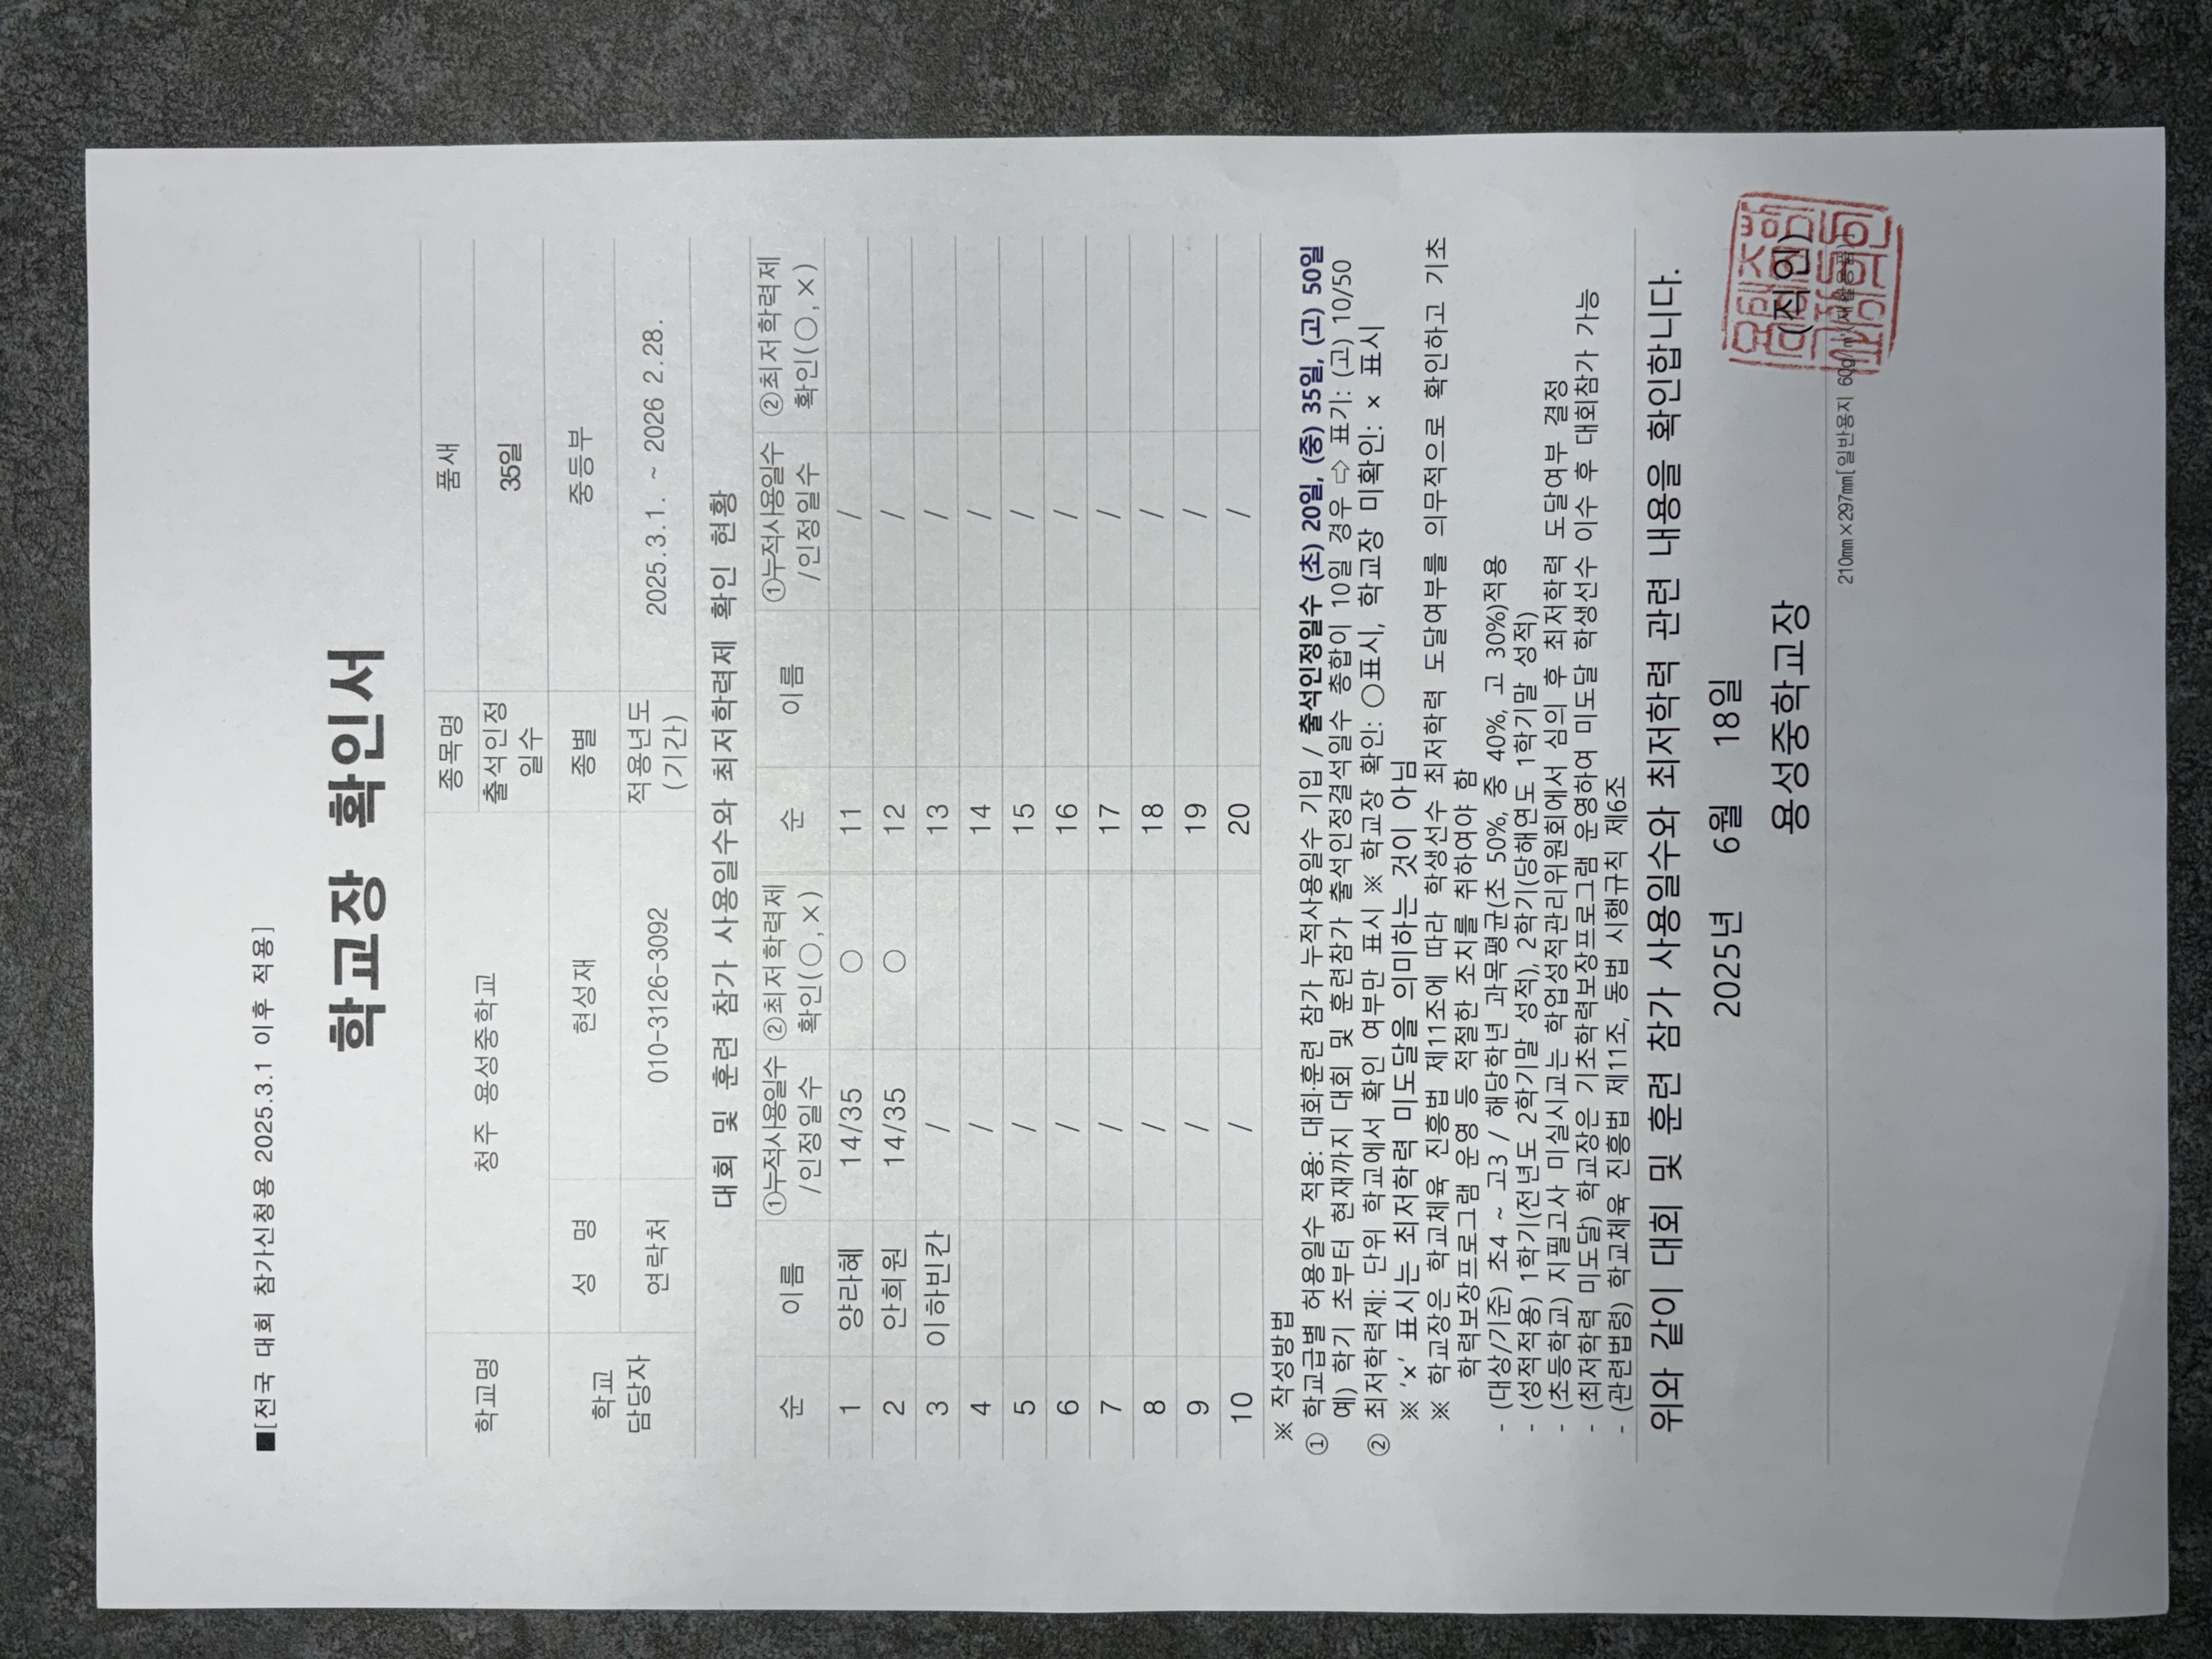 ■[전국 대회 참가신청용 2025.3.1 이후 적용]
학교장 확인서
학교명 청주 용성중학교 종목명 품새
출석인정 일수 35일
학교 담당자 성 명 현성재 종별 중등부
연락처 010-3126-3092 적용년도 (기간) 2025.3.1. ~ 2026 2.28.
대회 및 훈련 참가 사용일수와 최저학력제 확인 현황
순 이름 ①누적사용일수 /인정일수 ②최저학력제 확인(○,×) 순 이름 ①누적사용일수 /인정일수 ②최저학력제 확인(○,×)
1 양라혜 14/35 ○ 11 /
2 안희원 14/35 ○ 12 /
3 이하빈칸 / 13 /
4 / 14 /
5 / 15 /
6 / 16 /
7 / 17 /
8 / 18 /
9 / 19 /
10 / 20 /
※ 작성방법
① 학교급별 허용일수 적용: 대회·훈련 참가 누적사용일수 기입 / 출석인정일수 (초) 20일, (중) 35일, (고) 50일
예) 학기 초부터 현재까지 대회 및 훈련참가 출석인정결석일수 총합이 10일 경우 ⇨ 표기: (고) 10/50
② 최저학력제: 단위 학교에서 확인 여부만 표시 ※ 학교장 확인: ○표시, 학교장 미확인: × 표시
※ ‘×’ 표시는 최저학력 미도달을 의미하는 것이 아님
※ 학교장은 학교체육 진흥법 제11조에 따라 학생선수 최저학력 도달여부를 의무적으로 확인하고 기초
학력보장프로그램 운영 등 적절한 조치를 취하여야 함
- (대상/기준) 초4 ~ 고3 / 해당학년 과목평균(초 50%, 중 40%, 고 30%)적용
- (성적적용) 1학기(전년도 2학기말 성적), 2학기(당해연도 1학기말 성적)
- (초등학교) 지필고사 미실시교는 학업성적관리위원회에서 심의 후 최저학력 도달여부 결정
- (최저학력 미도달) 학교장은 기초학력보장프로그램 운영하여 미도달 학생선수 이수 후 대회참가 가능
- (관련법령) 학교체육 진흥법 제11조, 동법 시행규칙 제6조
위와 같이 대회 및 훈련 참가 사용일수와 최저학력 관련 내용을 확인합니다.
2025년 6월 18일
용성중학교장 (직인)
210㎜×297㎜[일반용지 60g/㎡(재활용품)]